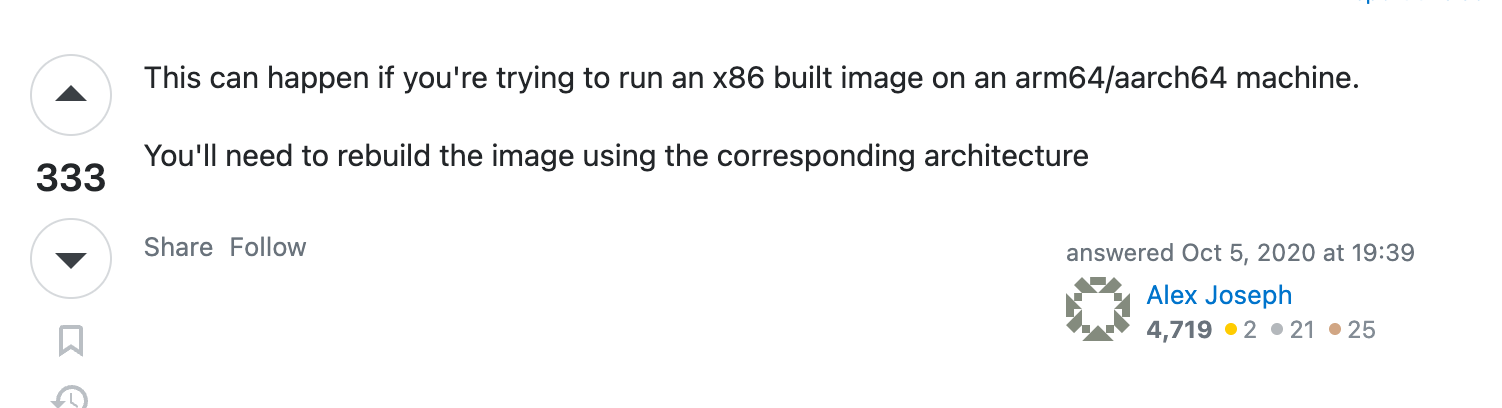 This can happen if you're trying to run an x86 built image on an arm64/aarch64 machine.
333
You'll need to rebuild the image using the corresponding architecture
Share Follow
answered Oct 5, 2020 at 19:39
Alex Joseph
4,719 2 21 25